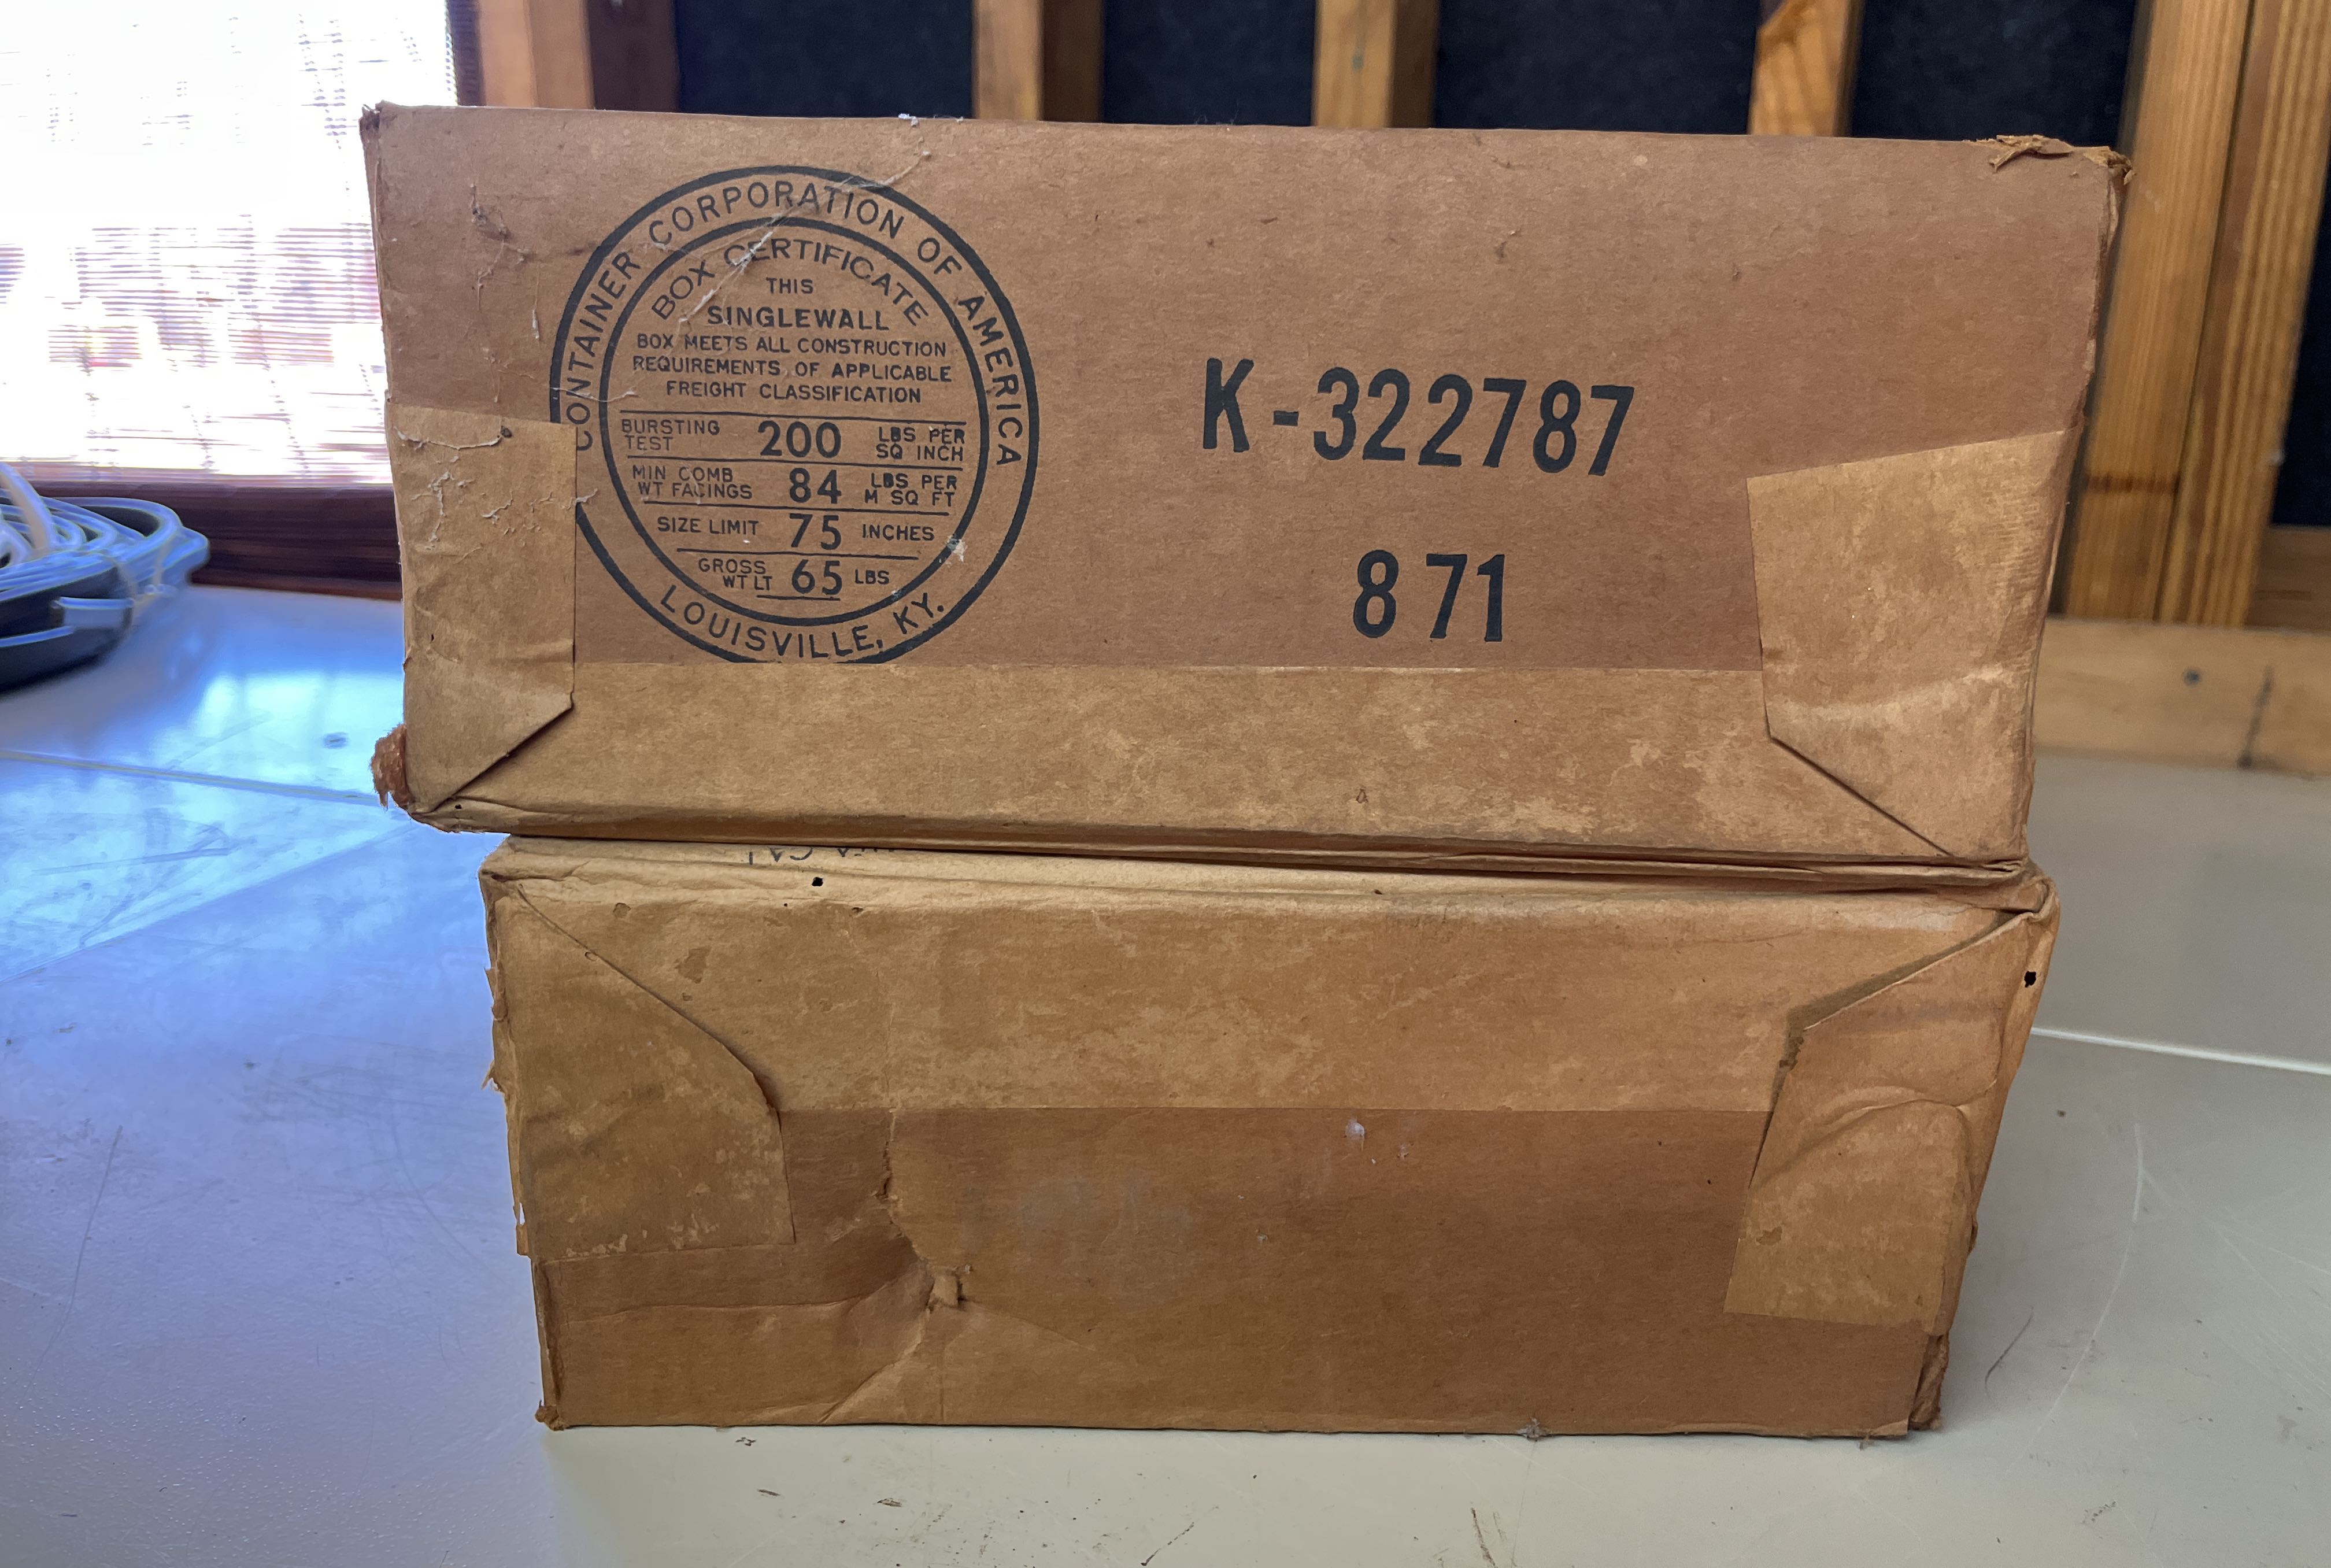 CONTAINER CORPORATION OF AMERICA
BOX CERTIFICATE
THIS
SINGLEWALL
BOX MEETS ALL CONSTRUCTION
REQUIREMENTS OF APPLICABLE
FREIGHT CLASSIFICATION
BURSTING TEST 200 LBS PER SQ INCH
MIN COMB WT FACINGS 84 LBS PER M SQ FT
SIZE LIMIT 75 INCHES
GROSS WT LT 65 LBS
LOUISVILLE, KY.
K-322787
8 71